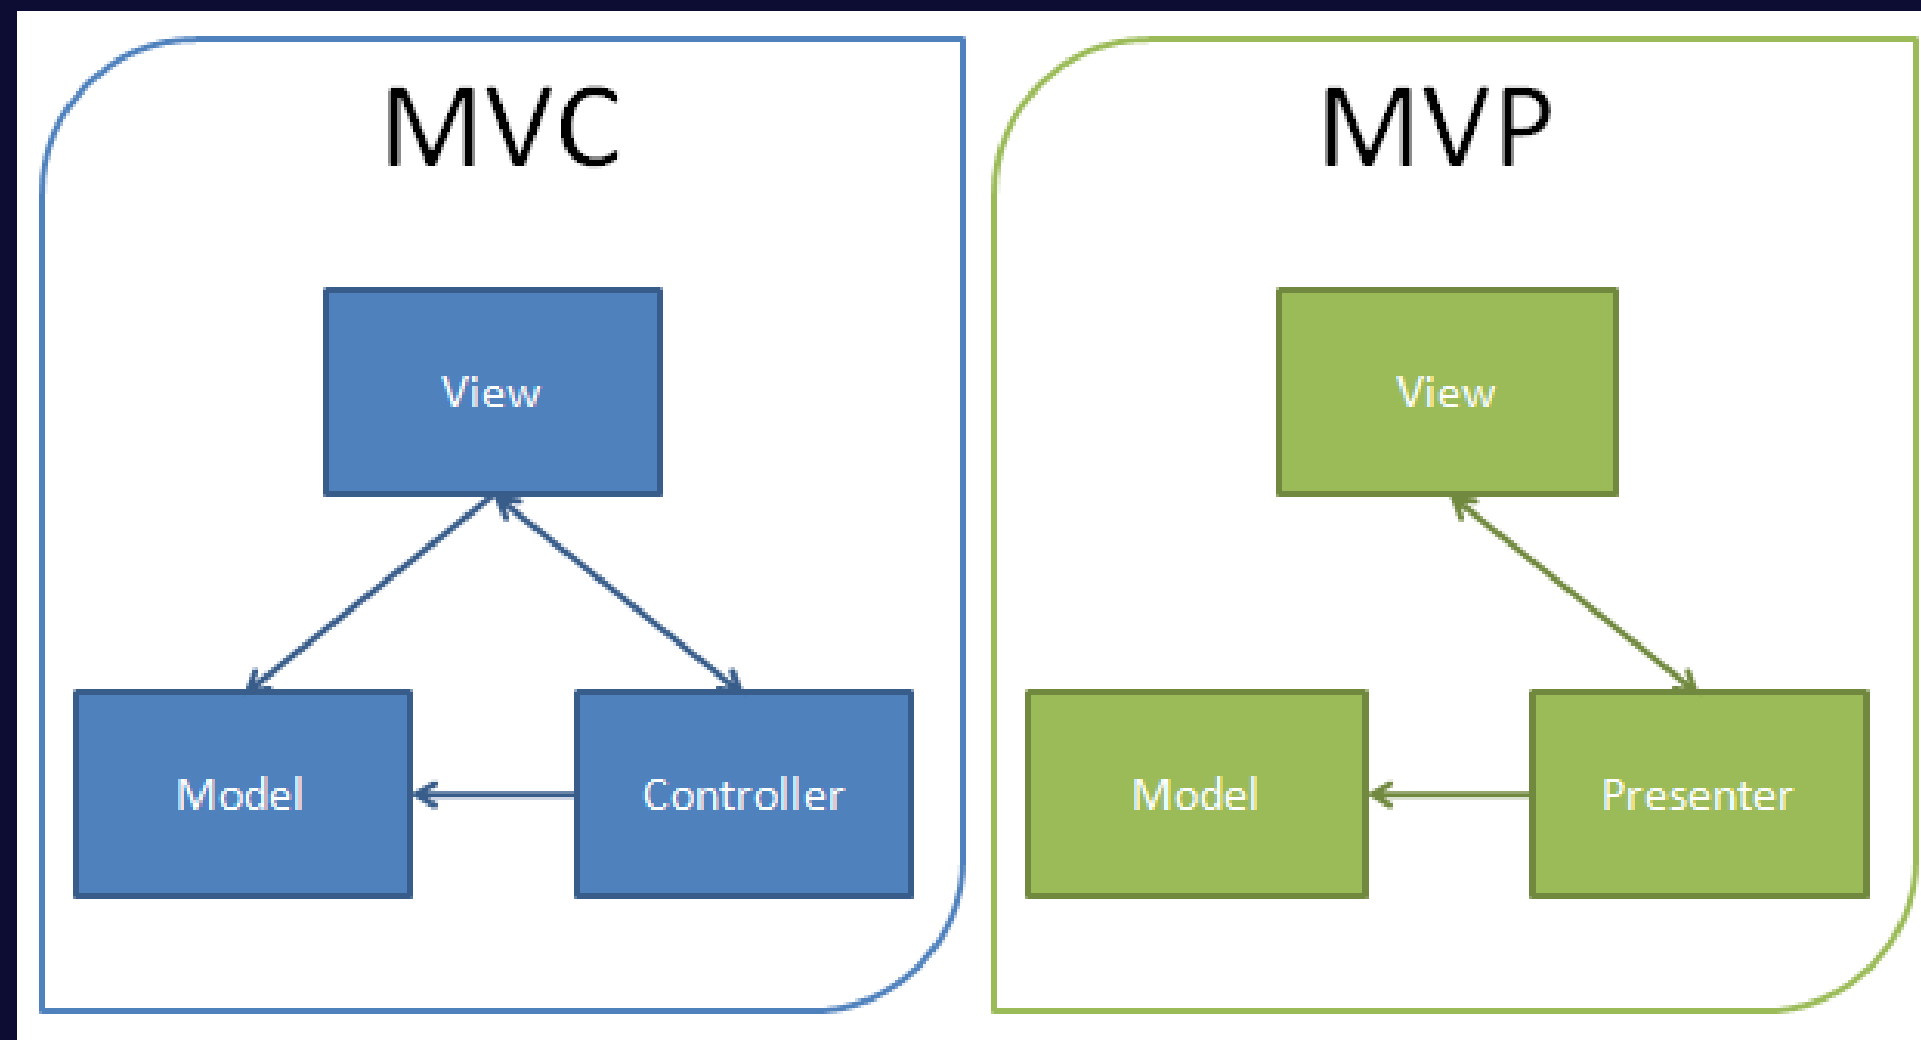 MVC
View
Model
Controller
MVP
View
Model
Presenter